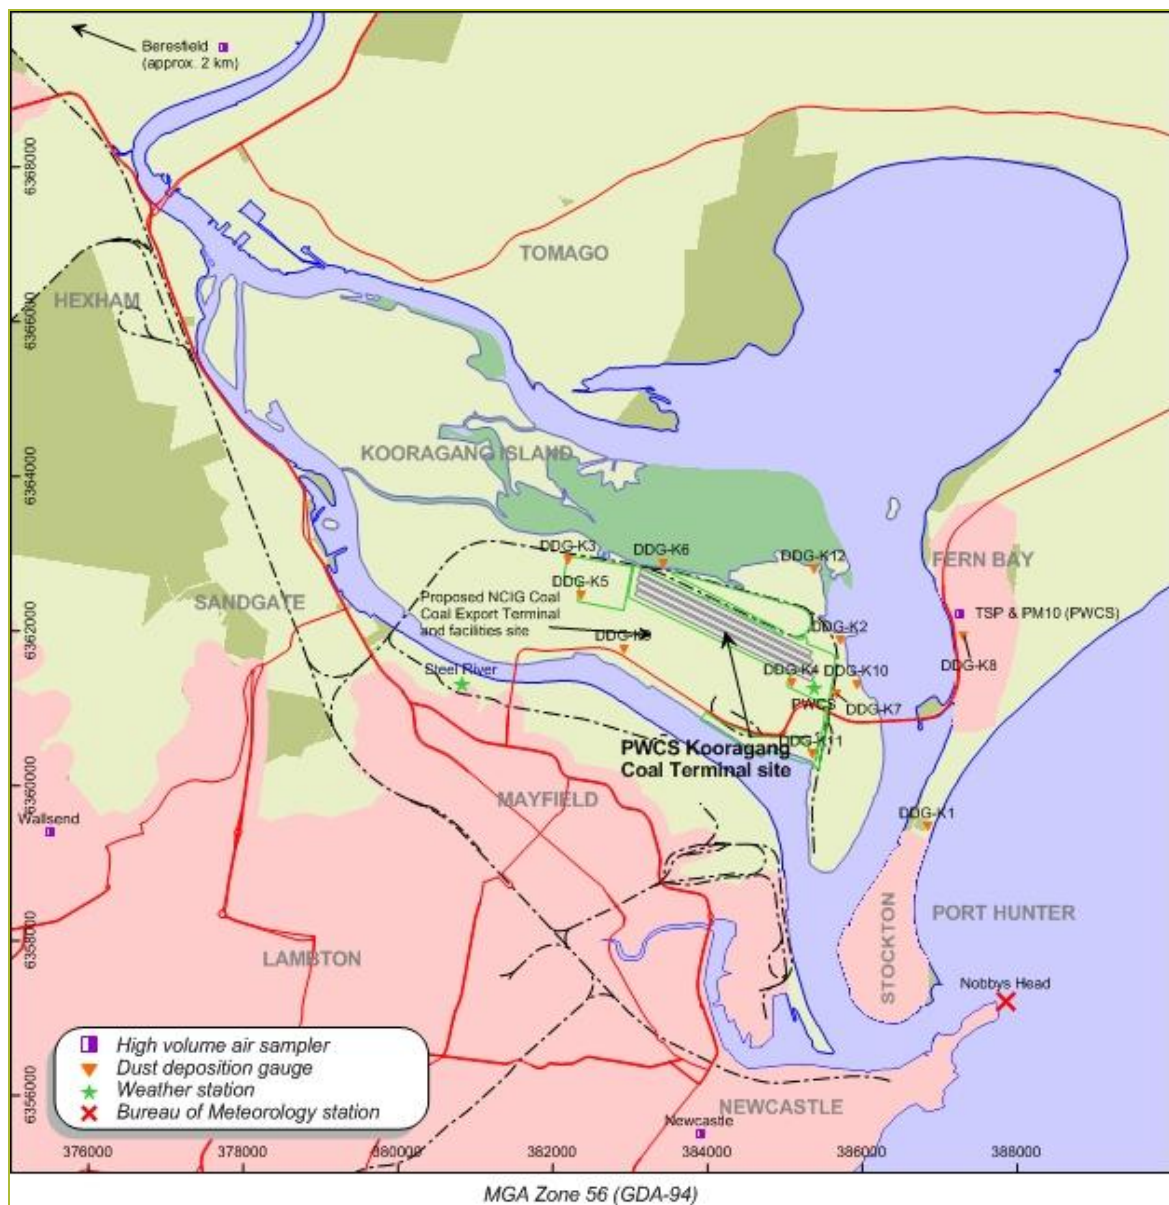 Beresfield
(approx. 2 km)
6368000
TOMAGO
HEXHAM
6366000
KOORAGANG ISLAND
6364000
DDG-K3
DDG-K6
DDG-K12
FERN BAY
DDG-K5
SANDGATE
Proposed NCIG Coal
Coal Export Terminal
and facilities site
TSP & PM10 (PWCS)
6362000
DDG-K2
DDG-K8
Steel River
DDG-K4
DDG-K10
PWCS
DDG-K7
DDG-K11
PWCS Kooragang
Coal Terminal site
6360000
MAYFIELD
Wallsend
DDG-K1
6358000
LAMBTON
STOCKTON
PORT HUNTER
Nobbys Head
High volume air sampler
Dust deposition gauge
Weather station
Bureau of Meteorology station
6356000
NEWCASTLE
Newcastle
376000
378000
380000
382000
384000
386000
388000
MGA Zone 56 (GDA-94)